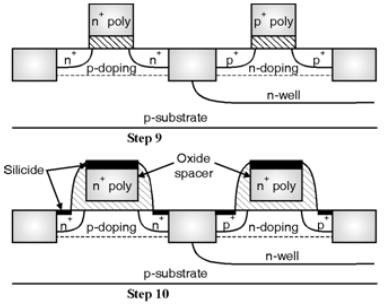 n+ poly p+ poly
n+ p-doping n+ p+ n-doping p+
n-well
p-substrate
Step 9
Silicide Oxide spacer
n+ poly n+ poly
n+ p-doping n+ p+ n-doping p+
n-well
p-substrate
Step 10